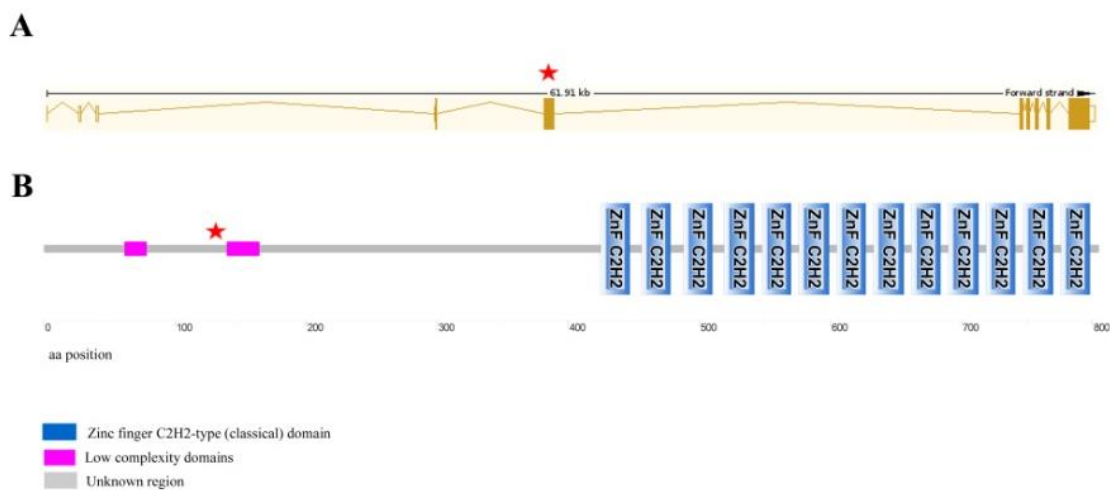 A
61.91 kb
Forward strand
B
ZnF C2H2 ZnF C2H2 ZnF C2H2 ZnF C2H2 ZnF C2H2 ZnF C2H2 ZnF C2H2 ZnF C2H2 ZnF C2H2 ZnF C2H2 ZnF C2H2 ZnF C2H2 ZnF C2H2
0 100 200 300 400 500 600 700 800
aa position
Zinc finger C2H2-type (classical) domain
Low complexity domains
Unknown region